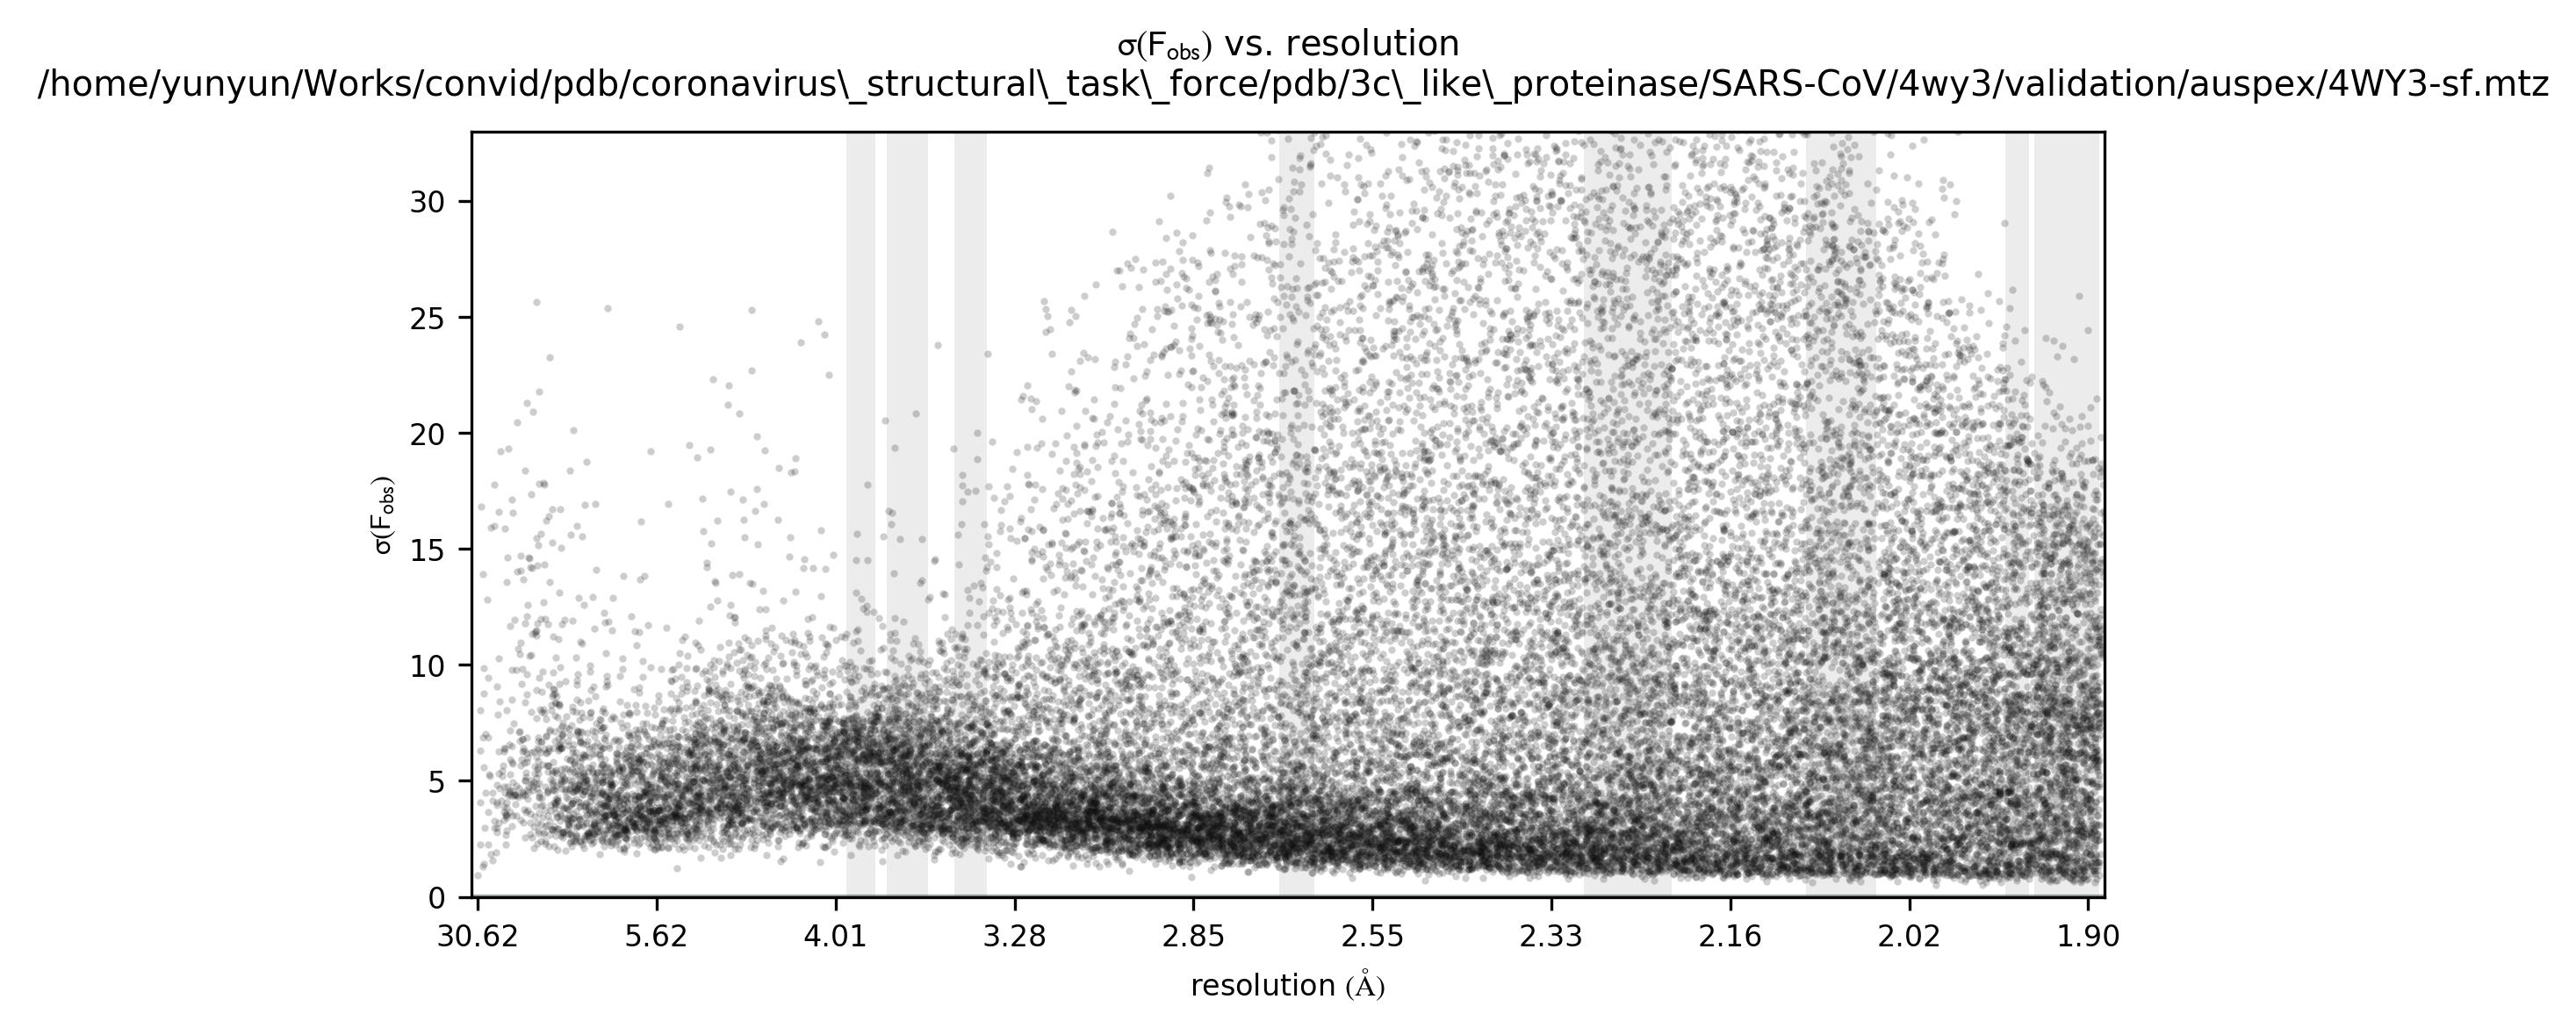 σ(F_obs) vs. resolution
/home/yunyun/Works/convid/pdb/coronavirus\_structural\_task\_force/pdb/3c\_like\_proteinase/SARS-CoV/4wy3/validation/auspex/4WY3-sf.mtz
30
25
20
15
10
5
0
σ(F_obs)
30.62 5.62 4.01 3.28 2.85 2.55 2.33 2.16 2.02 1.90
resolution (Å)